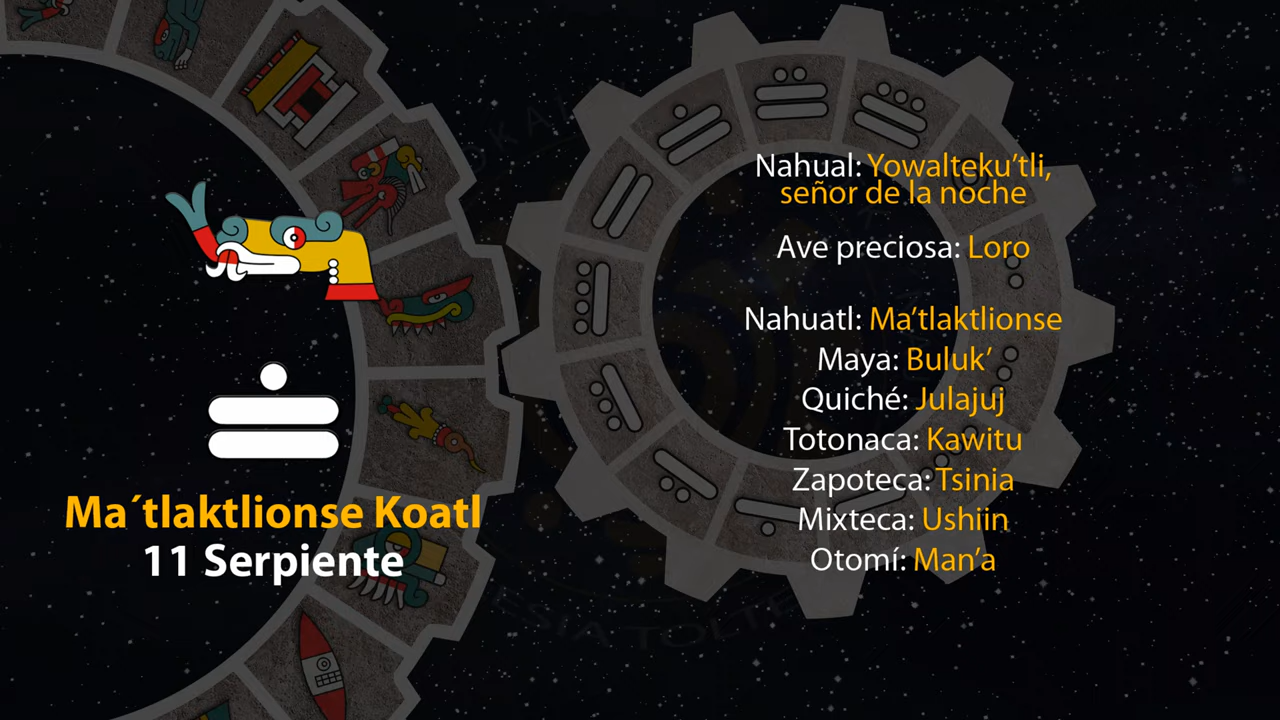 Ma´tlaktlionse Koatl
11 Serpiente
Nahual: Yowalteku’tli,
señor de la noche
Ave preciosa: Loro
Nahuatl: Ma’tlaktlionse
Maya: Buluk’
Quiché: Julajuj
Totonaca: Kawitu
Zapoteca: Tsinia
Mixteca: Ushiin
Otomí: Man’a